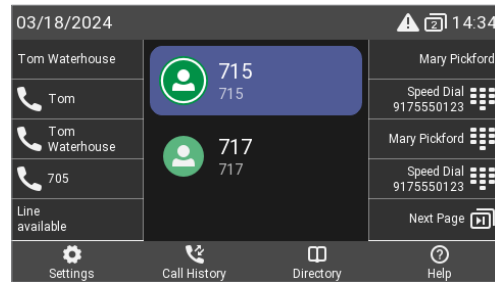 03/18/2024
2
14:34
Tom Waterhouse
Tom
Tom
Waterhouse
705
Line
available
715
715
717
717
Mary Pickford
Speed Dial
9175550123
Mary Pickford
Speed Dial
9175550123
Next Page
Settings
Call History
Directory
Help